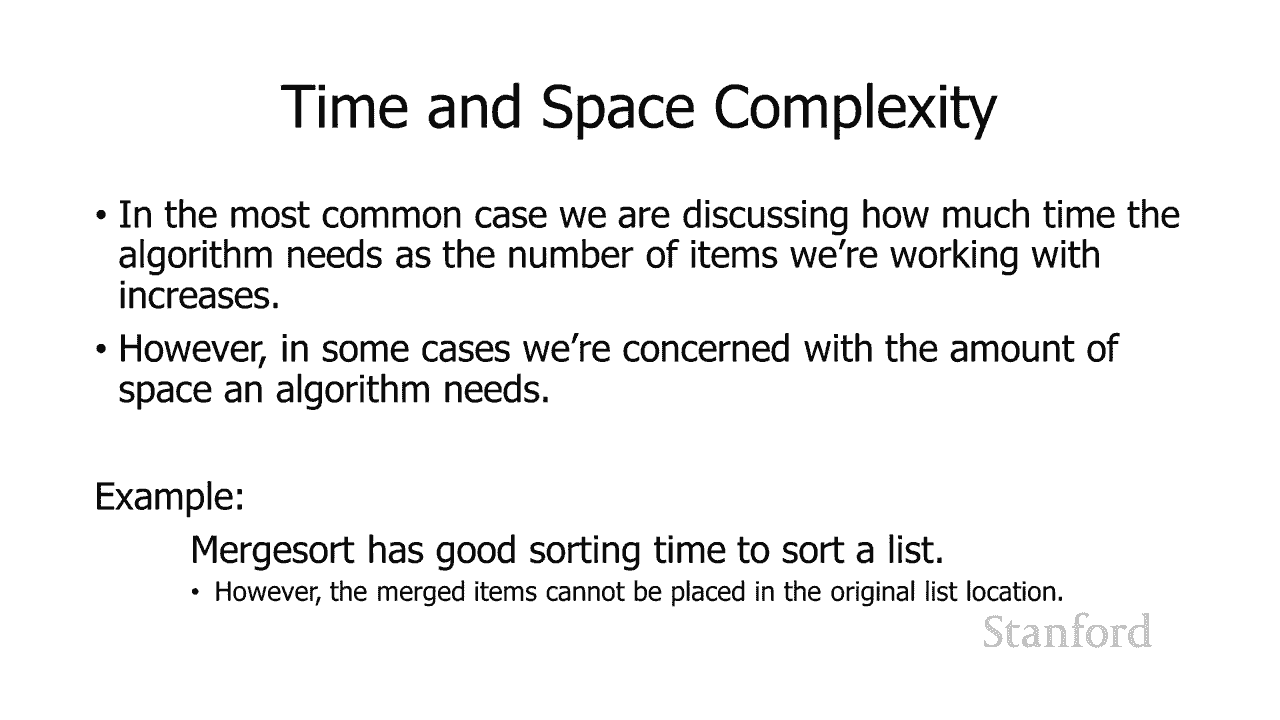 Time and Space Complexity
• In the most common case we are discussing how much time the
algorithm needs as the number of items we’re working with
increases.
• However, in some cases we’re concerned with the amount of
space an algorithm needs.
Example:
Mergesort has good sorting time to sort a list.
• However, the merged items cannot be placed in the original list location.
Stanford